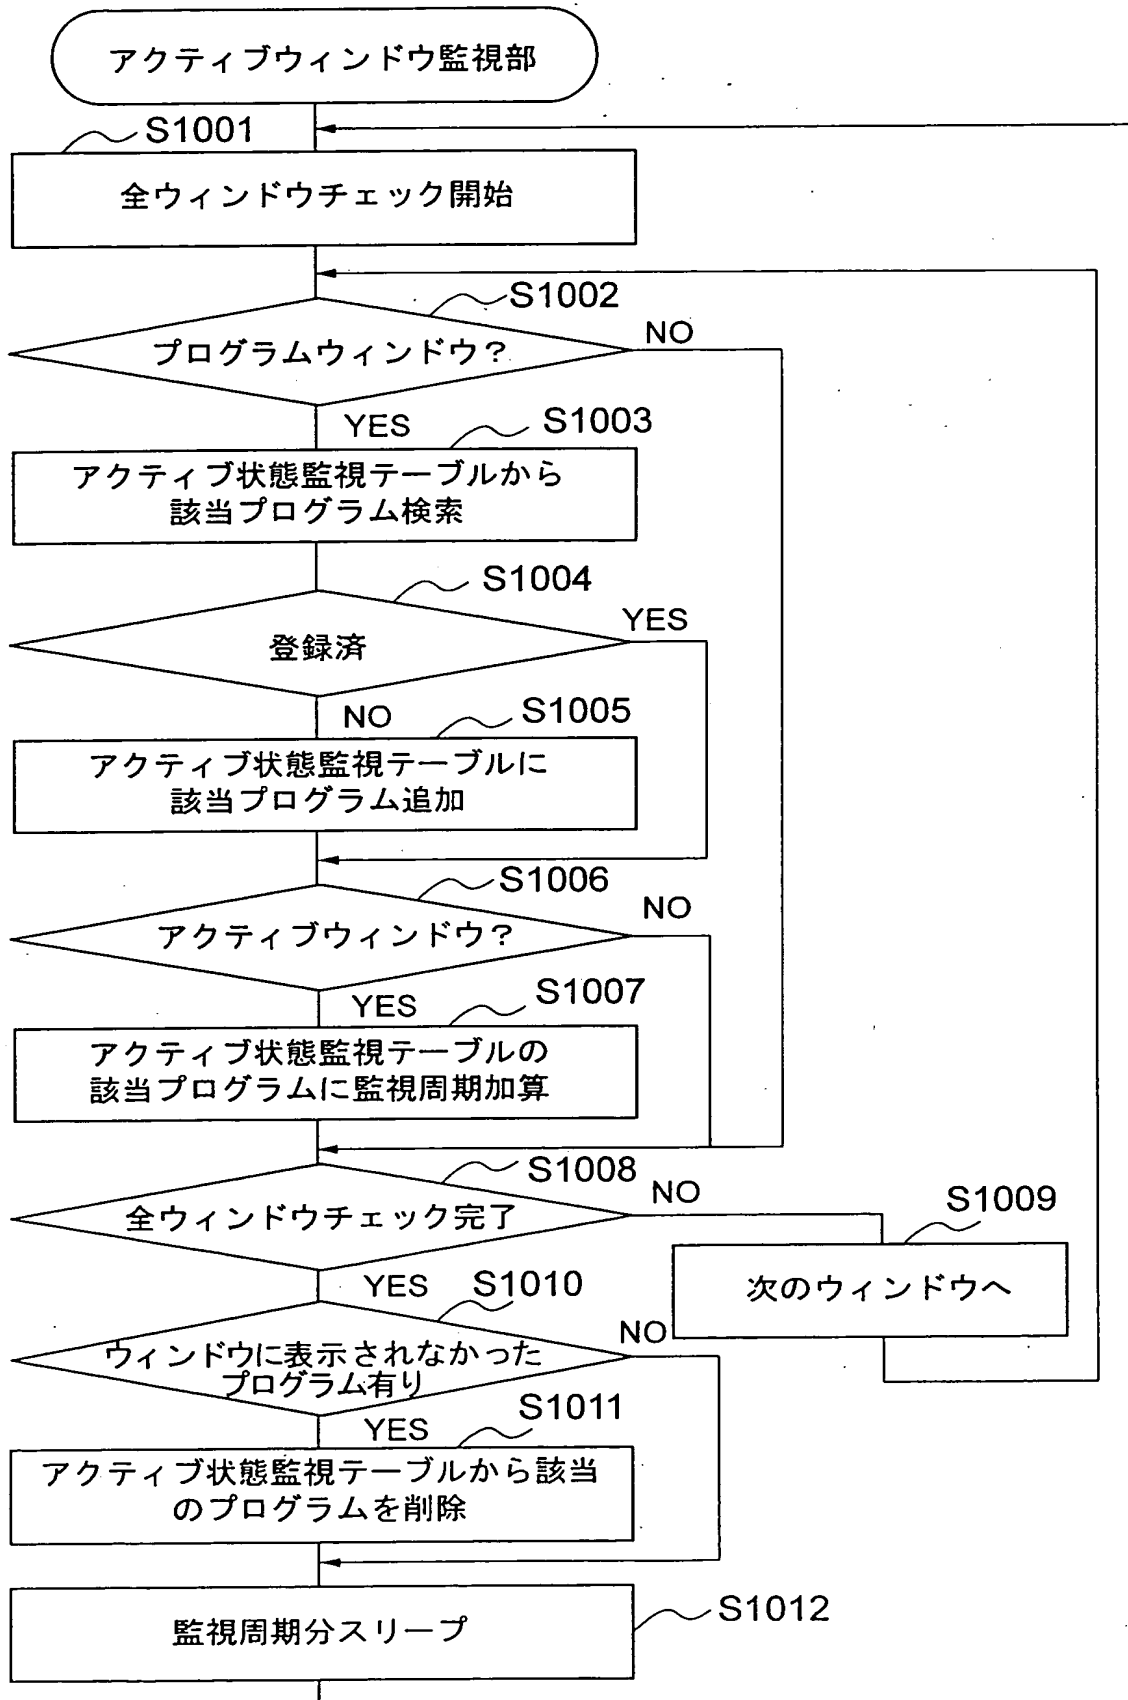 アクティブウィンドウ監視部
S1001
全ウィンドウチェック開始
S1002
プログラムウィンドウ？
NO
YES
S1003
アクティブ状態監視テーブルから
該当プログラム検索
S1004
登録済
YES
NO
S1005
アクティブ状態監視テーブルに
該当プログラム追加
S1006
アクティブウィンドウ？
NO
YES
S1007
アクティブ状態監視テーブルの
該当プログラムに監視周期加算
S1008
全ウィンドウチェック完了
NO
S1009
次のウィンドウへ
YES
S1010
ウィンドウに表示されなかった
プログラム有り
NO
YES
S1011
アクティブ状態監視テーブルから該当
のプログラムを削除
監視周期分スリープ
S1012